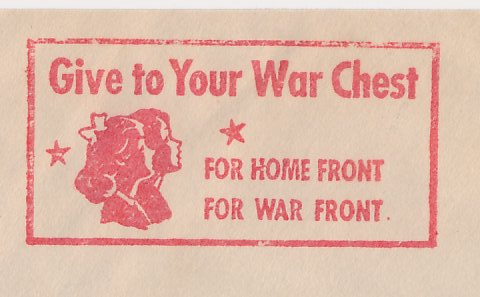 Give to Your War Chest
FOR HOME FRONT
FOR WAR FRONT.